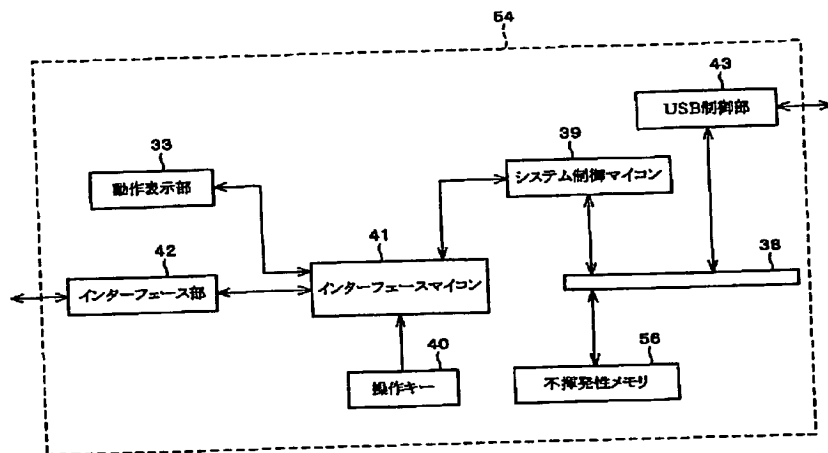 54
43
USB制御部
33
動作表示部
39
システム制御マイコン
41
インターフェースマイコン
42
インターフェース部
38
40
操作キー
56
不揮発性メモリ